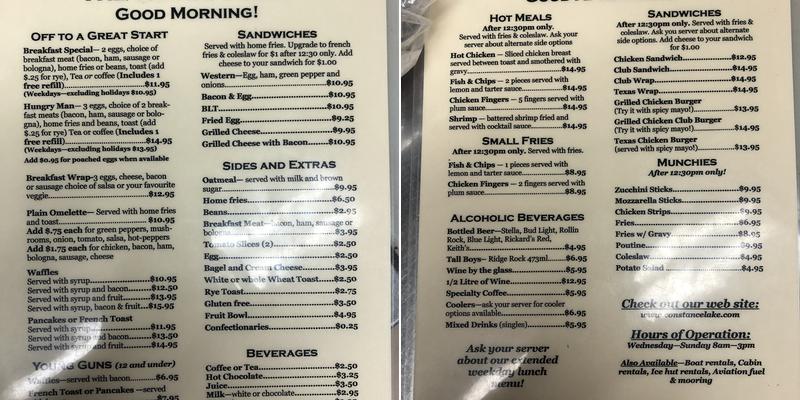 GOOD MORNING!
OFF TO A GREAT START
Breakfast Special— 2 eggs, choice of
breakfast meat (bacon, ham, sausage or
bologna), home fries or beans, toast (add
$.25 for rye), Tea or coffee (Includes 1
free refill)...$11.95
(Weekdays—excluding holidays $10.95)
Hungry Man— 3 eggs, choice of 2 break-
fast meats (bacon, ham, sausage or bolo-
gna), home fries and beans, toast (add
$.25 for rye) Tea or coffee (Includes 1
free refill)...$14.95
(Weekdays—excluding holidays $13.95)
Add $0.95 for poached eggs when available
Breakfast Wrap-3 eggs, cheese, bacon
or sausage choice of salsa or your favourite
veggie...$12.95
Plain Omelette— Served with home fries
and toast...$10.95
Add $.75 each for green peppers, mush-
rooms, onion, tomato, salsa, hot-peppers
Add $1.75 each for chicken, bacon, ham,
bologna, sausage, cheese
Waffles
Served with syrup...$10.95
Served with syrup and bacon...$12.50
Served with syrup and fruit...$13.95
Served with syrup, bacon & fruit...$15.95
Pancakes or French Toast
Served with syrup...$11.95
Served with syrup and bacon...$13.50
Served with syrup and fruit...$14.95
YOUNG GUNS (12 and under)
Waffles—served with bacon...$6.95
French Toast or Pancakes —served
$7.95
SANDWICHES
Served with home fries. Upgrade to french
fries & coleslaw for $1 after 12:30 only. Add
cheese to your sandwich for $1.00
Western—Egg, ham, green pepper and
onions...$10.95
Bacon & Egg...$10.95
BLT...$10.95
Fried Egg...$9.25
Grilled Cheese...$9.95
Grilled Cheese with Bacon...$10.95
SIDES AND EXTRAS
Oatmeal— served with milk and brown
sugar...$9.95
Home fries...$6.50
Beans...$2.95
Breakfast Meat—bacon, ham, sausage or
bologna...$3.95
Tomato Slices (2)...$2.50
Egg...$2.50
Bagel and Cream Cheese...$3.95
White or whole Wheat Toast...$2.50
Rye Toast...$2.75
Gluten free...$3.50
Fruit Bowl...$4.95
Confectionaries...$0.25
BEVERAGES
Coffee or Tea...$2.50
Hot Chocolate...$3.25
Juice...$3.50
Milk—white or chocolate...$2.95
HOT MEALS
After 12:30pm only.
Served with fries & coleslaw. Ask your
server about alternate side options
Hot Chicken— Sliced chicken breast
served between toast and smothered with
gravy...$14.95
Fish & Chips — 2 pieces served with
lemon and tarter sauce...$14.95
Chicken Fingers — 5 fingers served with
plum sauce...$14.95
Shrimp — battered shrimp fried and
served with cocktail sauce...$14.95
SMALL FRIES
After 12:30pm only. Served with fries.
Fish & Chips — 1 pieces served with
lemon and tarter sauce...$8.95
Chicken Fingers — 2 fingers served with
plum sauce...$8.95
ALCOHOLIC BEVERAGES
Bottled Beer—Stella, Bud Light, Rollin
Rock, Blue Light, Rickard's Red,
Keith's...$4.95
Tall Boys— Ridge Rock 473ml...$6.95
Wine by the glass...$5.95
1/2 Litre of Wine...$12.95
Specialty Coffee...$5.95
Coolers—ask your server for cooler
options available...$6.95
Mixed Drinks (singles)...$5.95
Ask your server
about our extended
weekday lunch
menu!
SANDWICHES
After 12:30pm only. Served with fries &
coleslaw. Ask you server about alternate
side options. Add cheese to your sandwich
for $1.00
Chicken Sandwich...$12.95
Club Sandwich...$14.95
Club Wrap...$14.95
Texas Wrap...$14.95
Grilled Chicken Burger
(Try it with spicy mayo!)...$13.95
Grilled Chicken Club Burger
(Try it with spicy mayo!)...$14.95
Texas Chicken Burger
(served with spicy mayo!)...$13.95
MUNCHIES
After 12:30pm only!
Zucchini Sticks...$9.95
Mozzarella Sticks...$9.95
Chicken Strips...$9.95
Fries...$6.95
Fries w/ Gravy...$8.95
Poutine...$9.95
Coleslaw...$4.95
Potato Salad...$4.95
Check out our web site:
www.constancelake.com
Hours of Operation:
Wednesday—Sunday 8am—3pm
Also Available—Boat rentals, Cabin
rentals, Ice hut rentals, Aviation fuel
& mooring